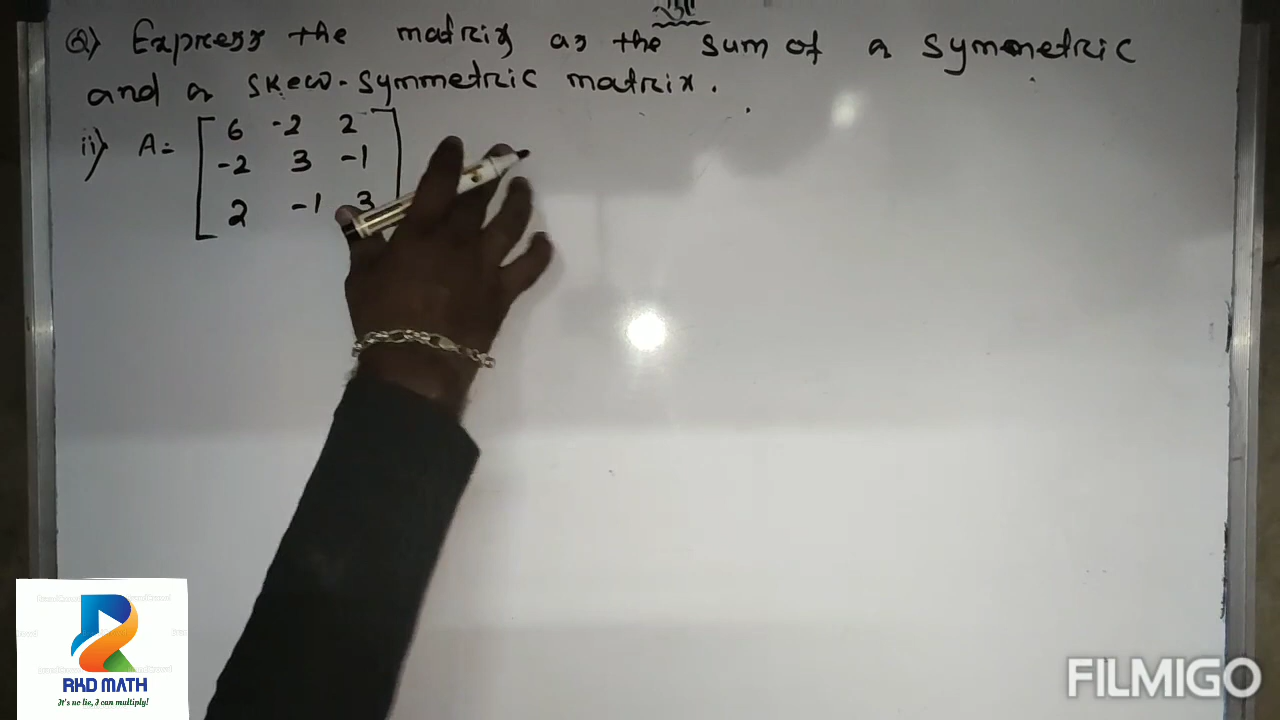 Q) Express the matrix as the sum of a symmetric
and a skew-symmetric matrix.
ii) A= [ 6 -2 2
-2 3 -1
2 -1 3
RKD MATH
It's no lie, I can multiply!
FILMIGO